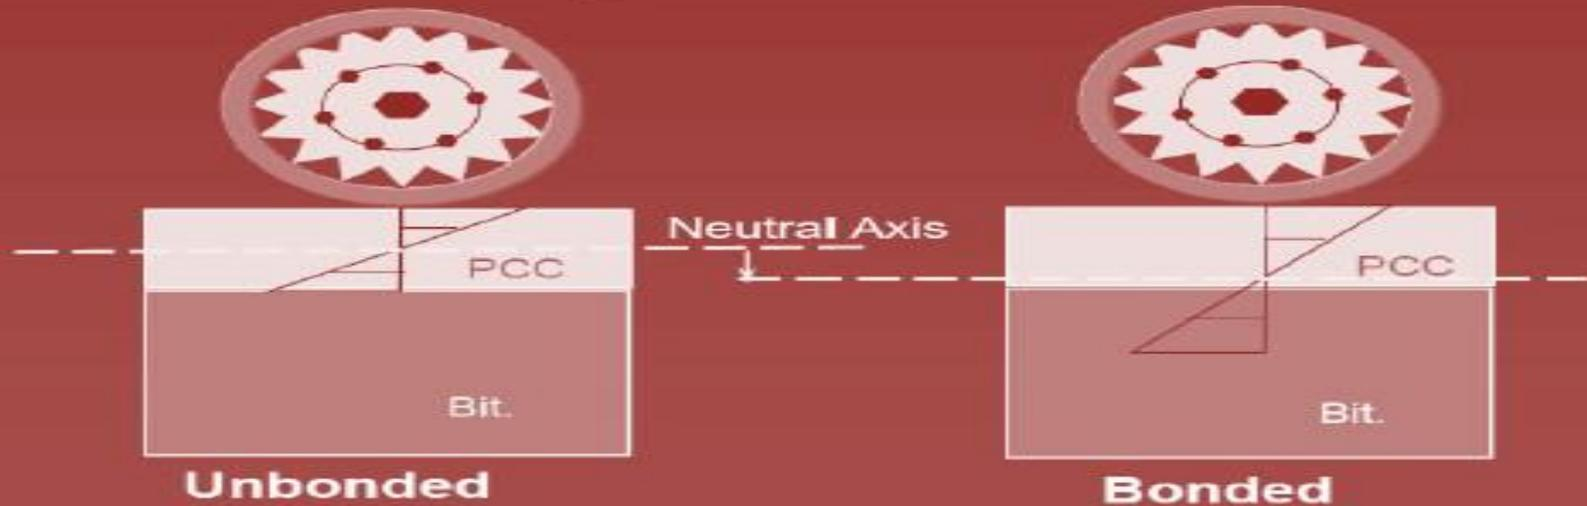 Neutral Axis
PCC
PCC
Bit.
Bit.
Unbonded
Bonded